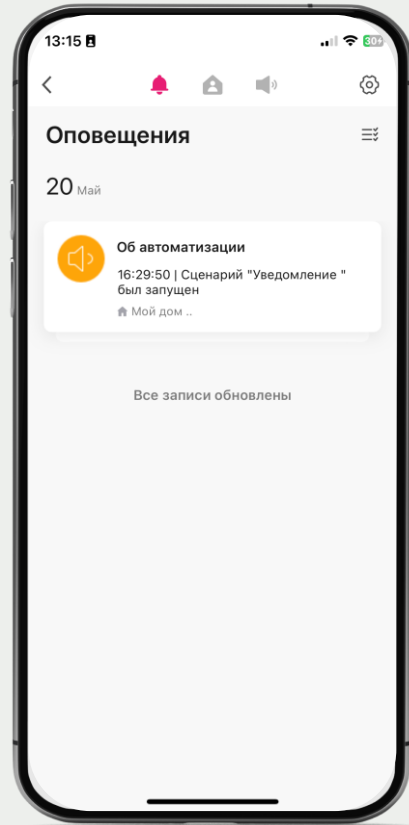 13:15
30+
Оповещения
20 Май
Об автоматизации
16:29:50 | Сценарий "Уведомление "
был запущен
Мой дом ..
Все записи обновлены